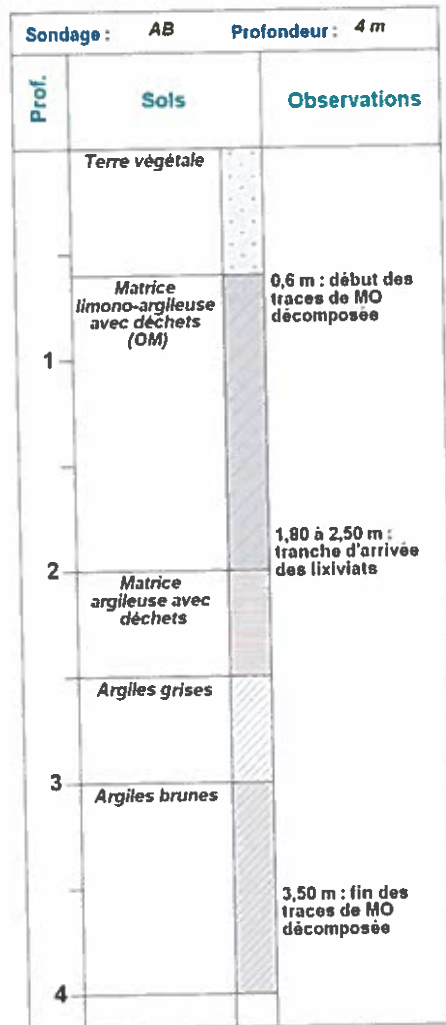 Sondage : AB Profondeur : 4 m
Prof.
Sols
Observations
Terre végétale
0,6 m : début des
traces de MO
décomposée
Matrice
limono-argileuse
avec déchets
(OM)
1
1,80 à 2,50 m :
tranche d'arrivée
des lixiviats
2
Matrice
argileuse avec
déchets
Argiles grises
3
Argiles brunes
3,50 m : fin des
traces de MO
décomposée
4